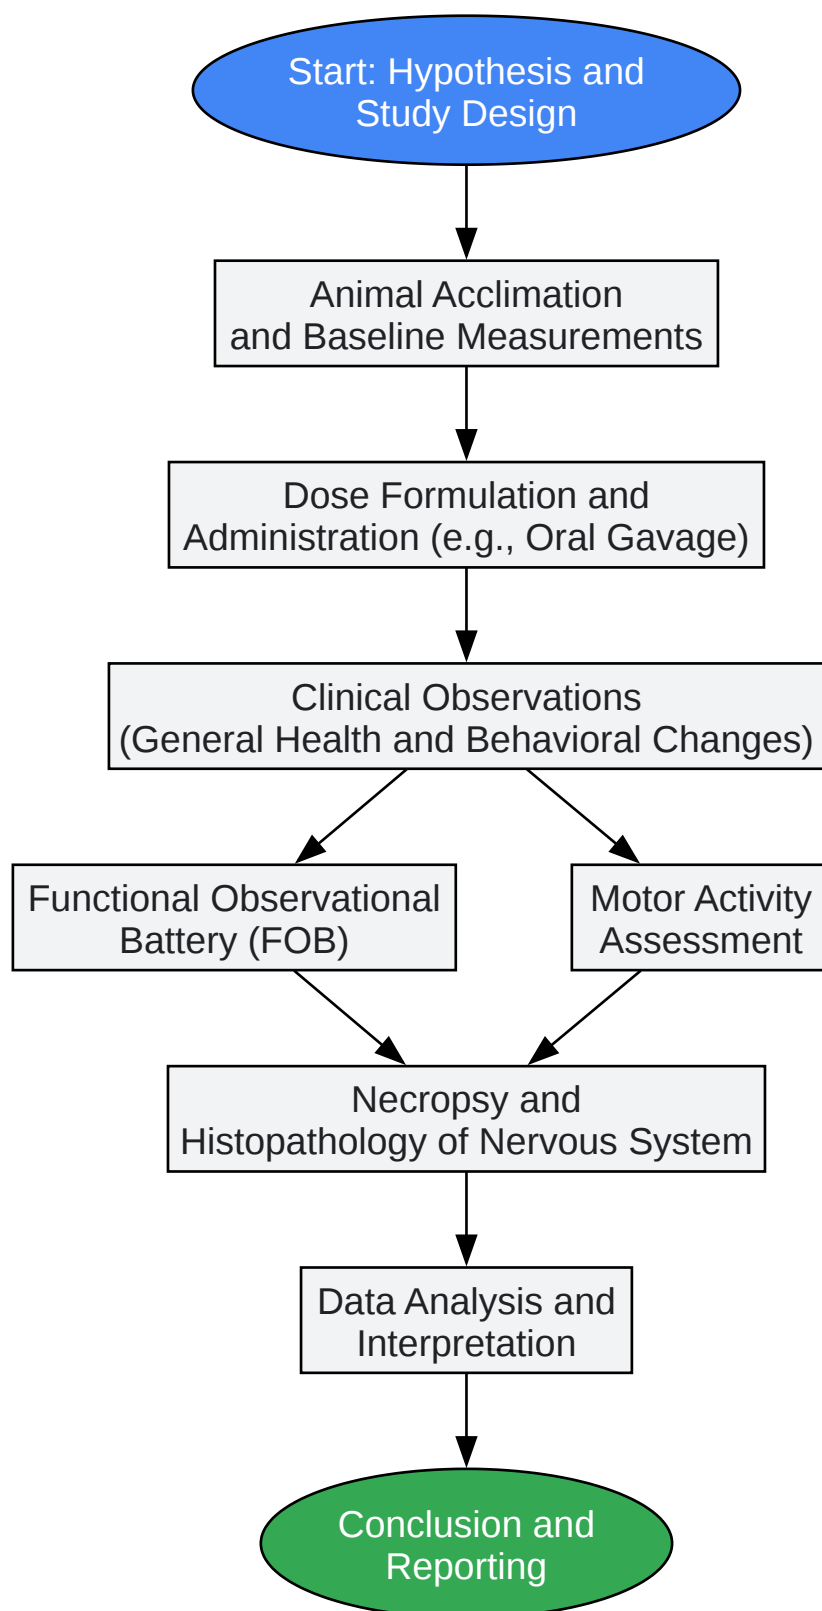 Start: Hypothesis and
Study Design
Animal Acclimation
and Baseline Measurements
Dose Formulation and
Administration (e.g., Oral Gavage)
Clinical Observations
(General Health and Behavioral Changes)
Functional Observational
Battery (FOB)
Motor Activity
Assessment
Necropsy and
Histopathology of Nervous System
Data Analysis and
Interpretation
Conclusion and
Reporting